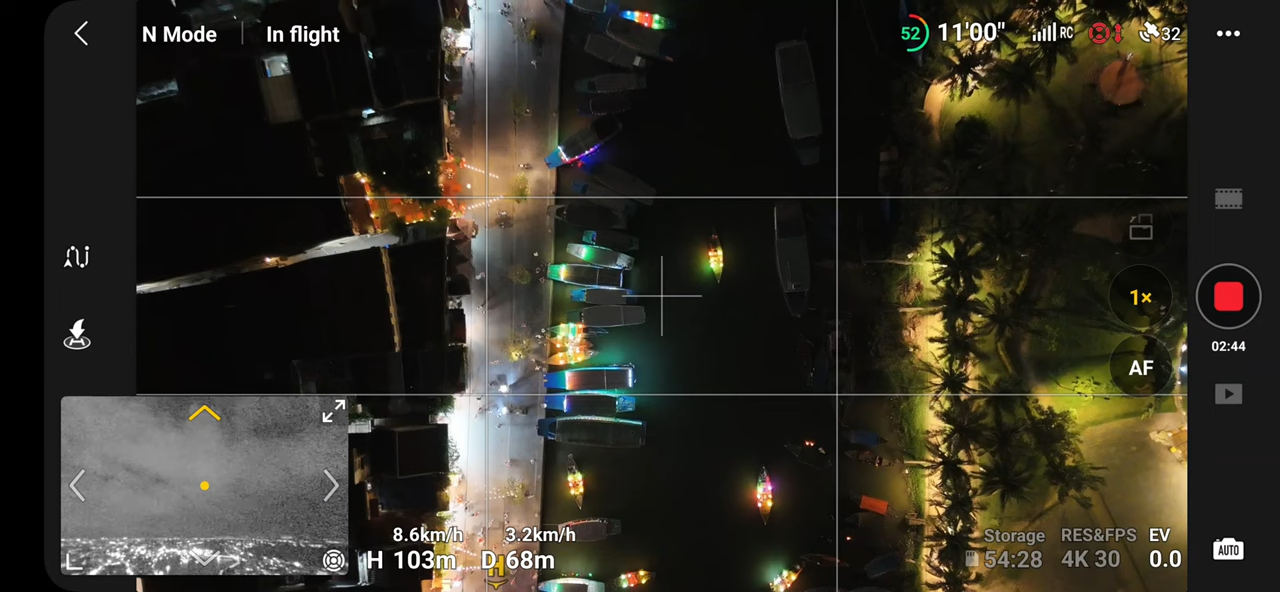 N Mode In flight
52 11'00" RC 32
1×
02:44
AF
8.6km/h 3.2km/h
H 103m D 68m
H
Storage RES&FPS EV
54:28 4K 30 0.0
AUTO